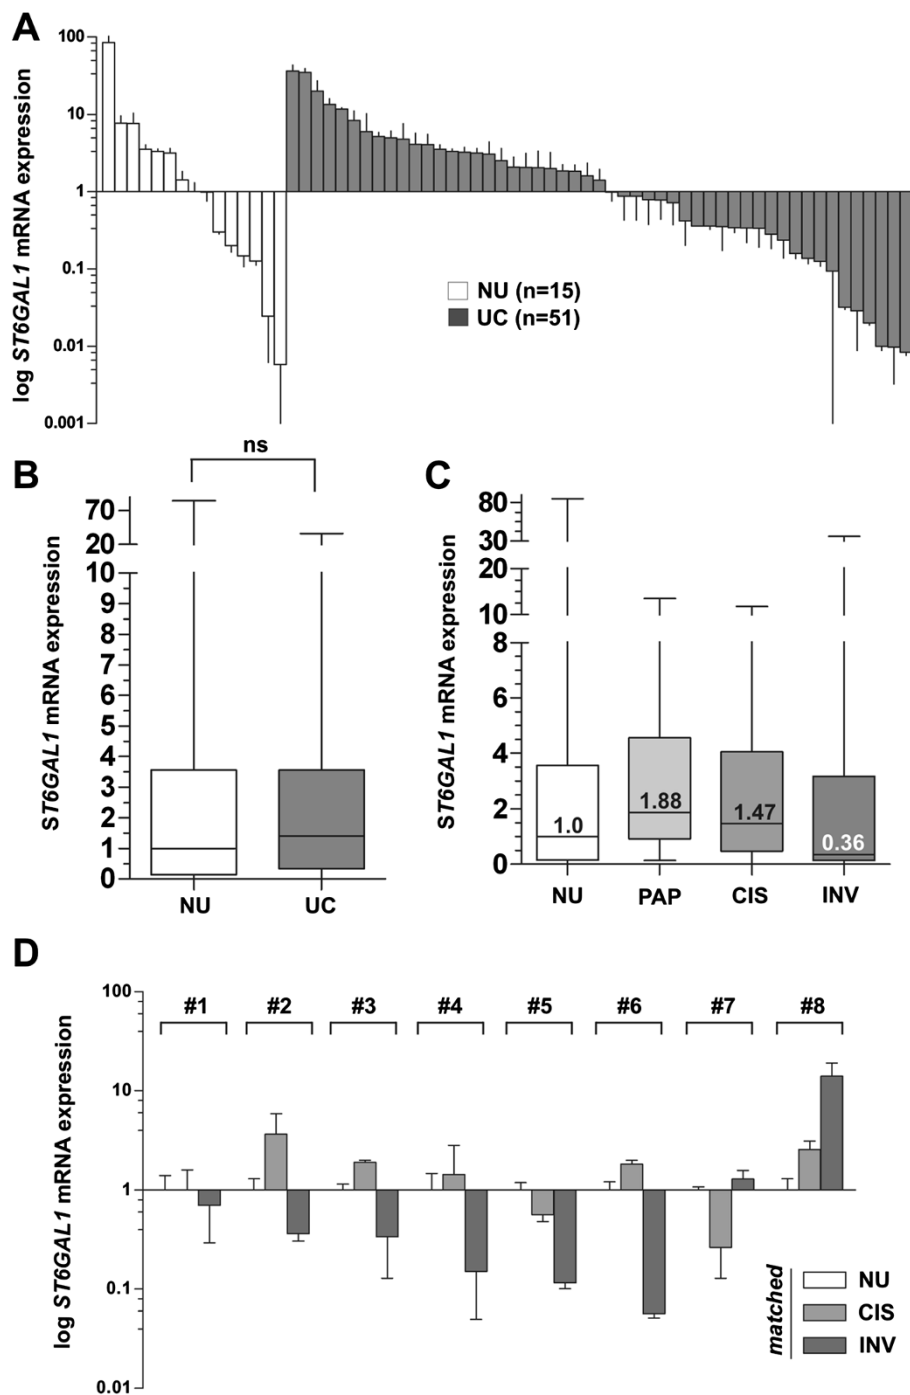 A
log ST6GAL1 mRNA expression
100
10
1
0.1
0.01
0.001
NU (n=15)
UC (n=51)
B
ns
ST6GAL1 mRNA expression
70
20
10
9
8
7
6
5
4
3
2
1
0
NU UC
C
ST6GAL1 mRNA expression
80
30
20
10
8
6
4
2
0
1.0
1.88
1.47
0.36
NU PAP CIS INV
D
log ST6GAL1 mRNA expression
100
10
1
0.1
0.01
#1 #2 #3 #4 #5 #6 #7 #8
matched
NU
CIS
INV